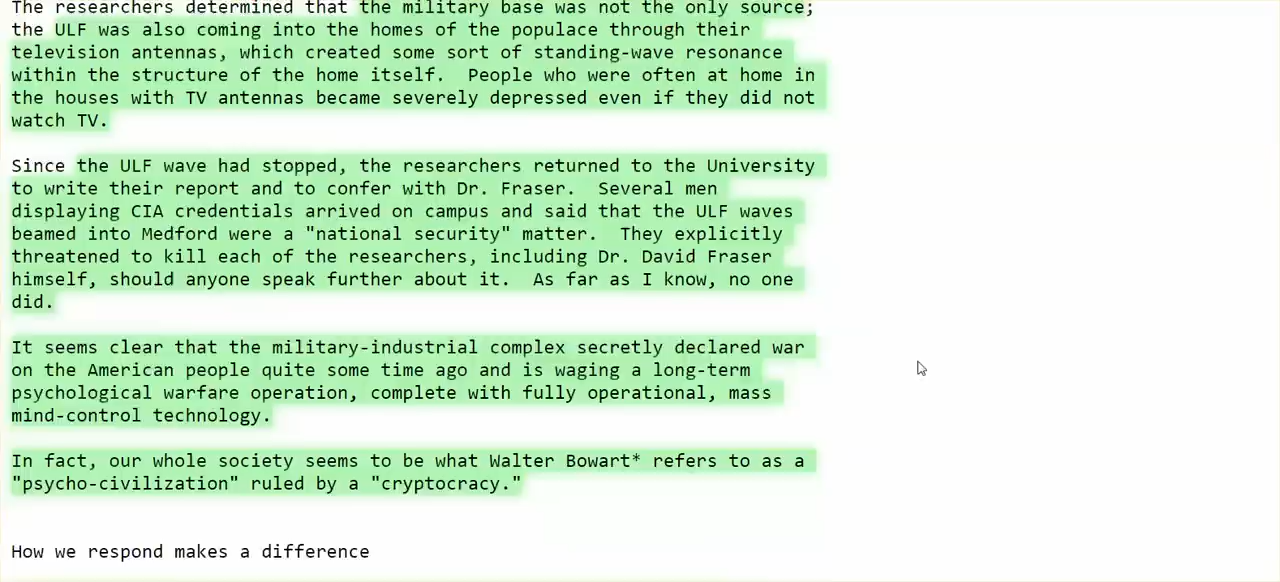 The researchers determined that the military base was not the only source;
the ULF was also coming into the homes of the populace through their
television antennas, which created some sort of standing-wave resonance
within the structure of the home itself.  People who were often at home in
the houses with TV antennas became severely depressed even if they did not
watch TV.
Since the ULF wave had stopped, the researchers returned to the University
to write their report and to confer with Dr. Fraser.  Several men
displaying CIA credentials arrived on campus and said that the ULF waves
beamed into Medford were a "national security" matter.  They explicitly
threatened to kill each of the researchers, including Dr. David Fraser
himself, should anyone speak further about it.  As far as I know, no one
did.
It seems clear that the military-industrial complex secretly declared war
on the American people quite some time ago and is waging a long-term
psychological warfare operation, complete with fully operational, mass
mind-control technology.
In fact, our whole society seems to be what Walter Bowart* refers to as a
"psycho-civilization" ruled by a "cryptocracy."
How we respond makes a difference